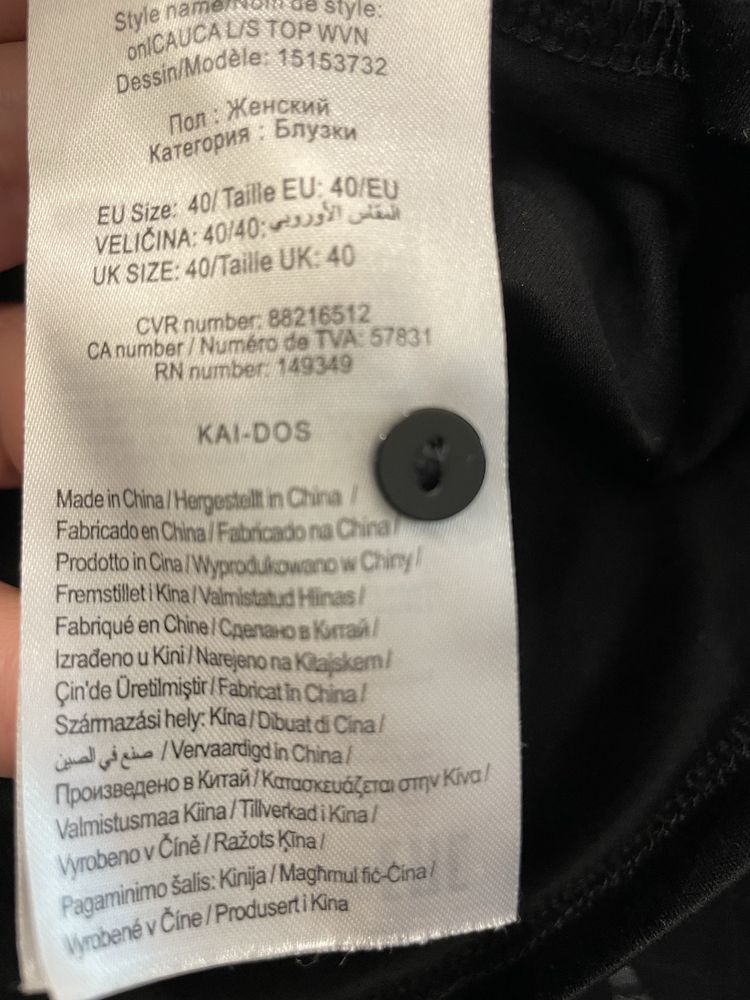 Style name/Nom de style:
onlCAUCA L/S TOP WVN
Dessin/Modèle: 15153732
Пол : Женский
Категория : Блузки
EU Size: 40/ Taille EU: 40/EU
VELIČINA: 40/40: المقاس الأوروبي
UK SIZE: 40/Taille UK: 40
CVR number: 88216512
CA number / Numéro de TVA: 57831
RN number: 149349
KAI-DOS
Made in China / Hergestellt in China /
Fabricado en China / Fabricado na China /
Prodotto in Cina / Wyprodukowano w Chiny /
Fremstillet i Kina / Valmistatud Hiinas /
Fabriqué en Chine / Сделано в Китай /
Izrađeno u Kini / Narejeno na Kitajskem /
Çin'de Üretilmiştir / Fabricat în China /
Származási hely: Kína / Dibuat di Cina /
صنع في الصين / Vervaardigd in China /
Произведено в Китай / Κατασκευάζεται στην Κίνα /
Valmistusmaa Kiina / Tillverkad i Kina /
Vyrobeno v Číně / Ražots Ķīna /
Pagaminimo šalis: Kinija / Magħmul fiċ-Ċina /
Vyrobené v Číne / Produsert i Kina